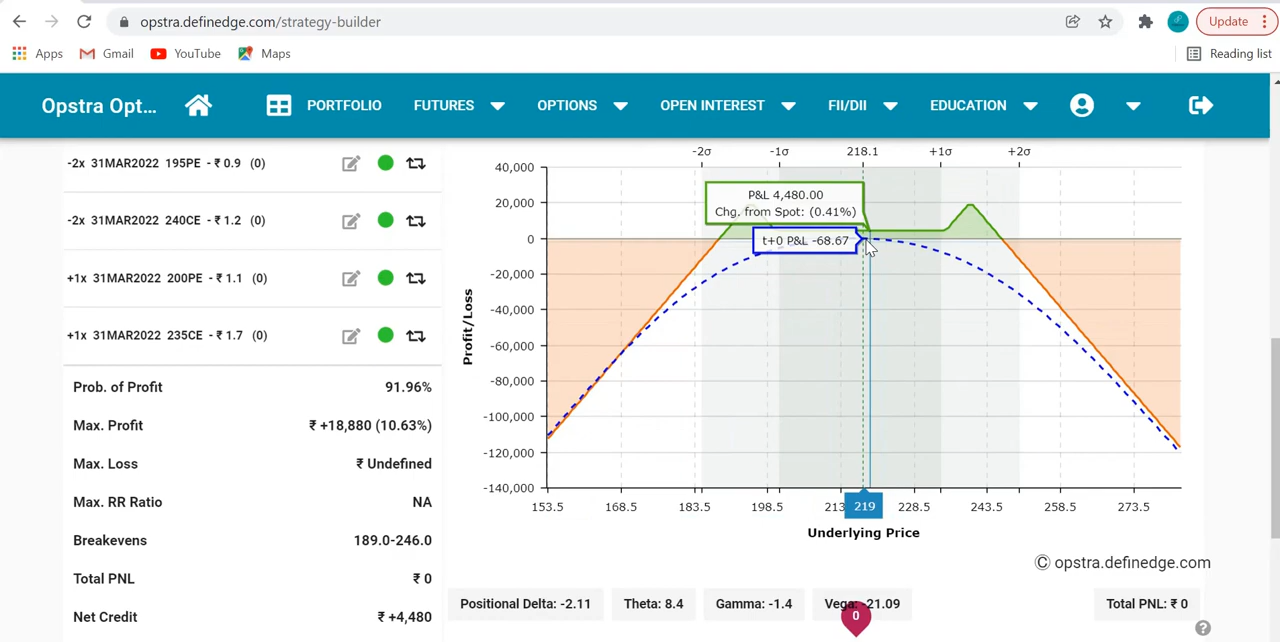 opstra.definedge.com/strategy-builder
Update
Apps Gmail YouTube Maps Reading list
Opstra Opt... PORTFOLIO FUTURES OPTIONS OPEN INTEREST FII/DII EDUCATION
-2x 31MAR2022 195PE - ₹ 0.9 (0)
-2x 31MAR2022 240CE - ₹ 1.2 (0)
+1x 31MAR2022 200PE - ₹ 1.1 (0)
+1x 31MAR2022 235CE - ₹ 1.7 (0)
Prob. of Profit 91.96%
Max. Profit ₹ +18,880 (10.63%)
Max. Loss ₹ Undefined
Max. RR Ratio NA
Breakevens 189.0-246.0
Total PNL ₹ 0
Net Credit ₹ +4,480
-2σ -1σ 218.1 +1σ +2σ
40,000
20,000
0
-20,000
-40,000
-60,000
-80,000
-100,000
-120,000
-140,000
Profit/Loss
P&L 4,480.00
Chg. from Spot: (0.41%)
t+0 P&L -68.67
153.5 168.5 183.5 198.5 213 219 228.5 243.5 258.5 273.5
Underlying Price
© opstra.definedge.com
Positional Delta: -2.11 Theta: 8.4 Gamma: -1.4 Vega: -21.09 Total PNL: ₹ 0
0
?